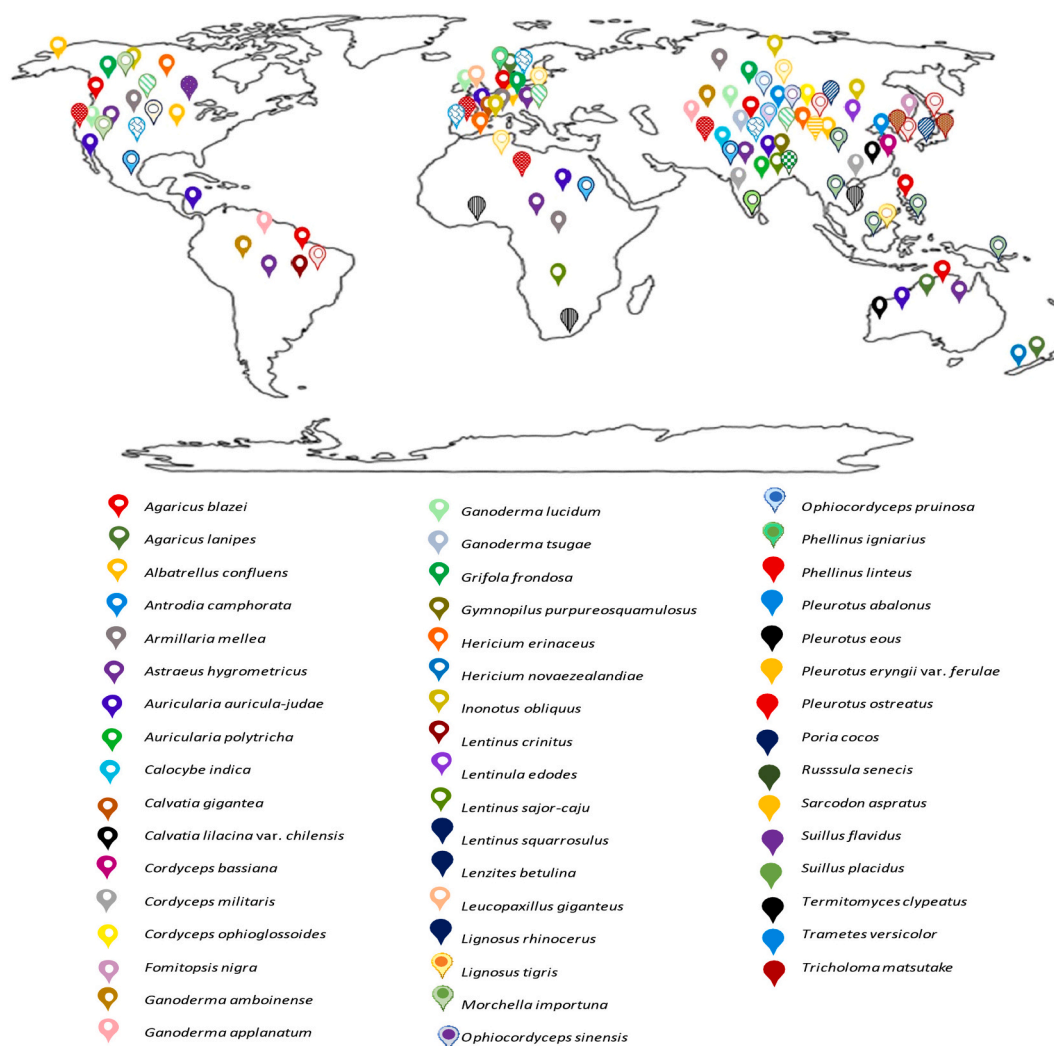 Agaricus blazei
Agaricus lanipes
Albatrellus confluens
Antrodia camphorata
Armillaria mellea
Astraeus hygrometricus
Auricularia auricula-judae
Auricularia polytricha
Calocybe indica
Calvatia gigantea
Calvatia lilacina var. chilensis
Cordyceps bassiana
Cordyceps militaris
Cordyceps ophioglossoides
Fomitopsis nigra
Ganoderma amboinense
Ganoderma applanatum
Ganoderma lucidum
Ganoderma tsugae
Grifola frondosa
Gymnopilus purpureosquamulosus
Hericium erinaceus
Hericium novaezealandiae
Inonotus obliquus
Lentinus crinitus
Lentinula edodes
Lentinus sajor-caju
Lentinus squarrosulus
Lenzites betulina
Leucopaxillus giganteus
Lignosus rhinocerus
Lignosus tigris
Morchella importuna
Ophiocordyceps sinensis
Ophiocordyceps pruinosa
Phellinus igniarius
Phellinus linteus
Pleurotus abalonus
Pleurotus eous
Pleurotus eryngii var. ferulae
Pleurotus ostreatus
Poria cocos
Russsula senecis
Sarcodon aspratus
Suillus flavidus
Suillus placidus
Termitomyces clypeatus
Trametes versicolor
Tricholoma matsutake